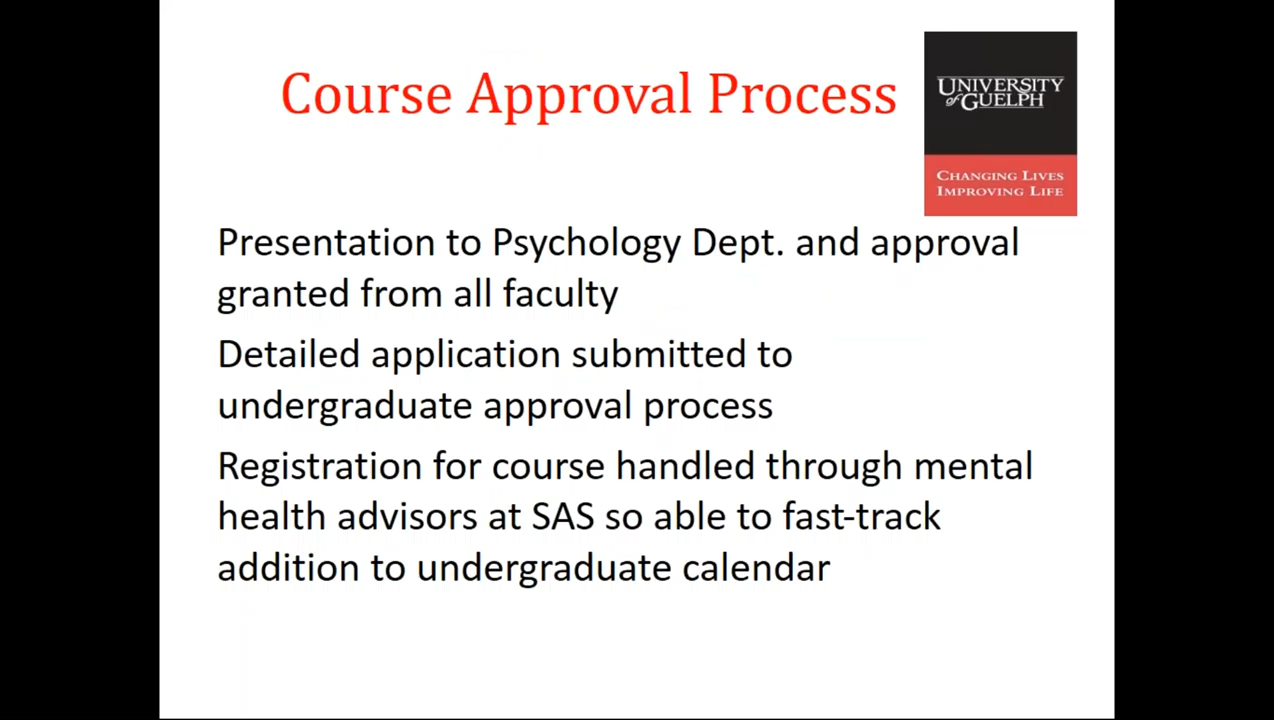 Course Approval Process
UNIVERSITY
of GUELPH
CHANGING LIVES
IMPROVING LIFE
Presentation to Psychology Dept. and approval
granted from all faculty
Detailed application submitted to
undergraduate approval process
Registration for course handled through mental
health advisors at SAS so able to fast-track
addition to undergraduate calendar